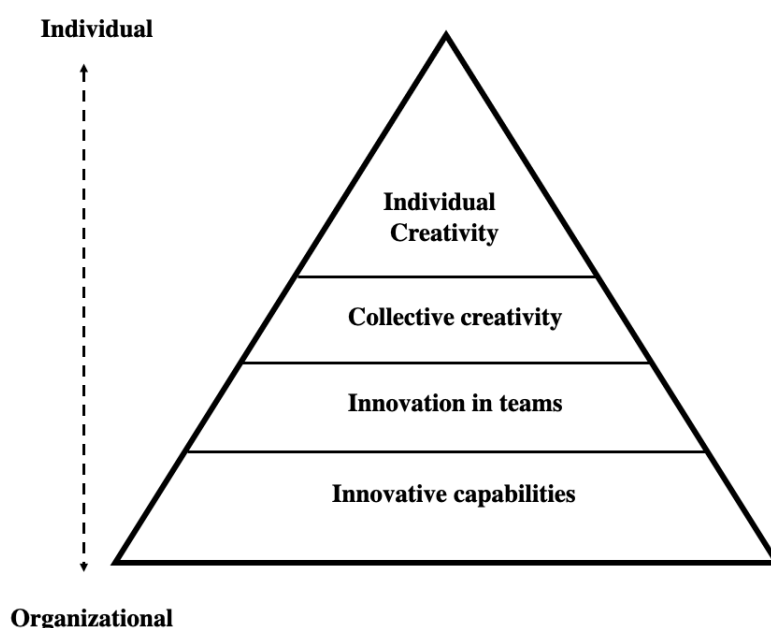 Individual
Individual
Creativity
Collective creativity
Innovation in teams
Innovative capabilities
Organizational